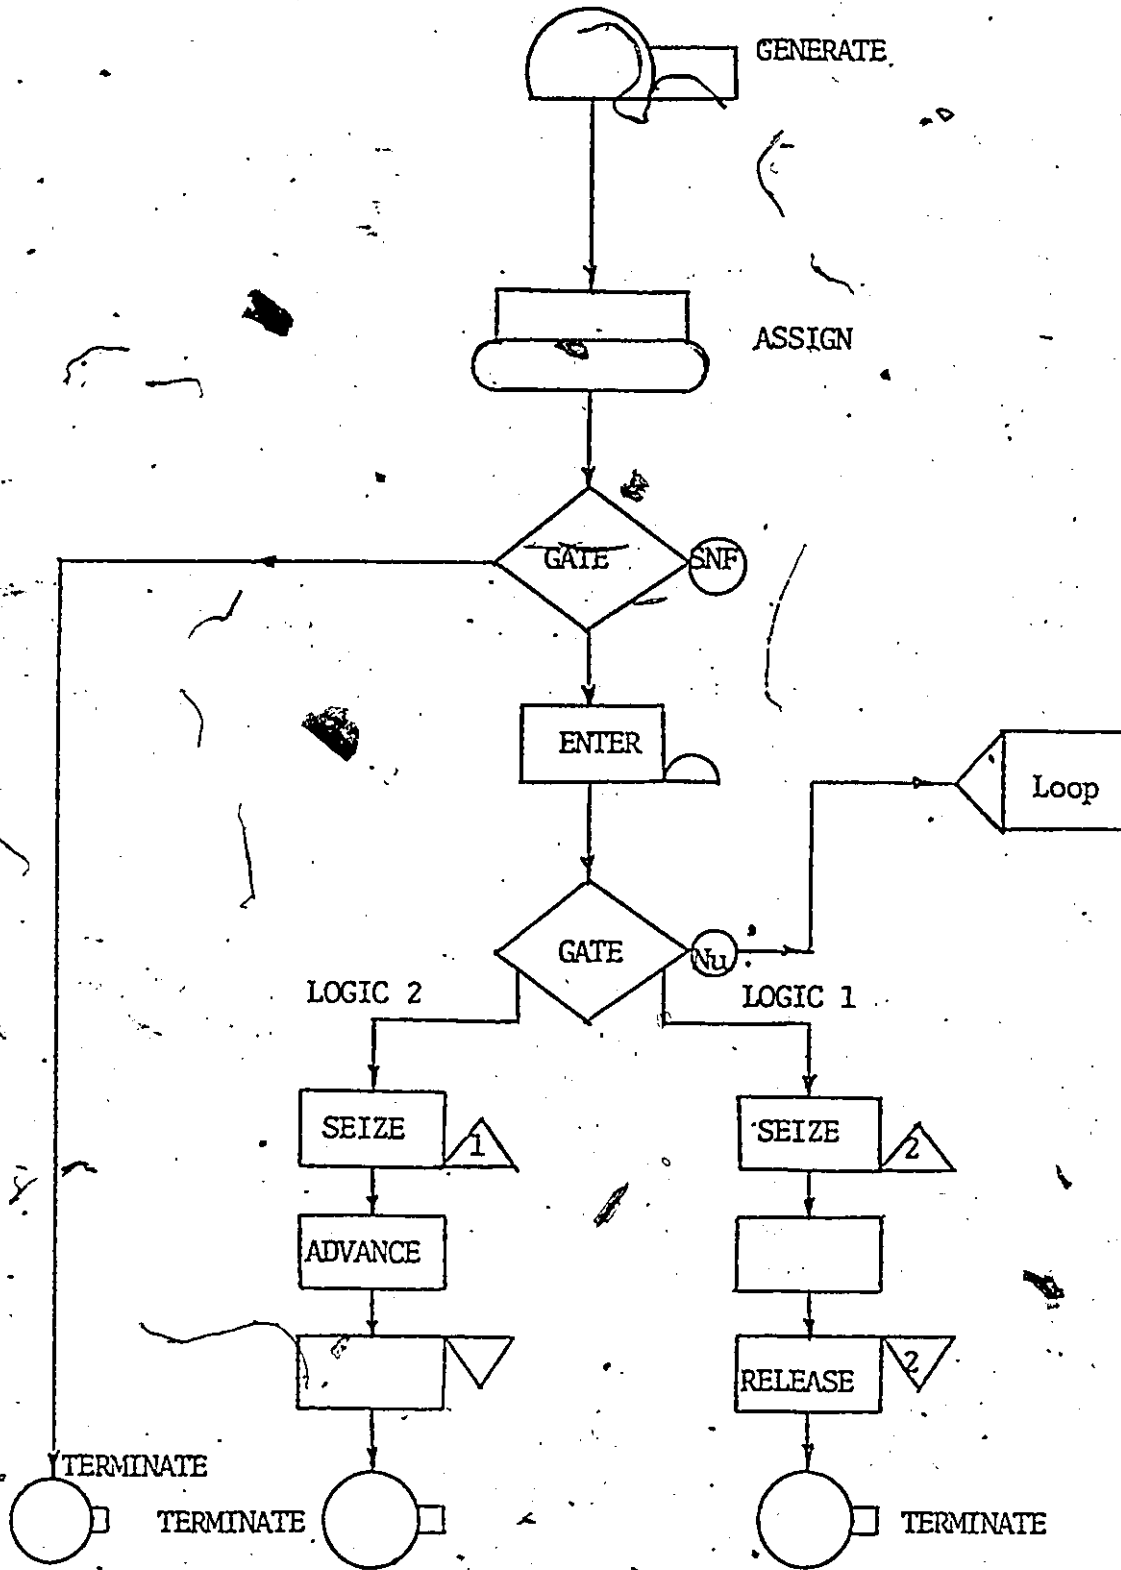 GENERATE
ASSIGN
GATE
SNF
ENTER
Loop
GATE
Nu
LOGIC 2
LOGIC 1
SEIZE
1
SEIZE
2
ADVANCE
RELEASE
2
TERMINATE
TERMINATE
TERMINATE